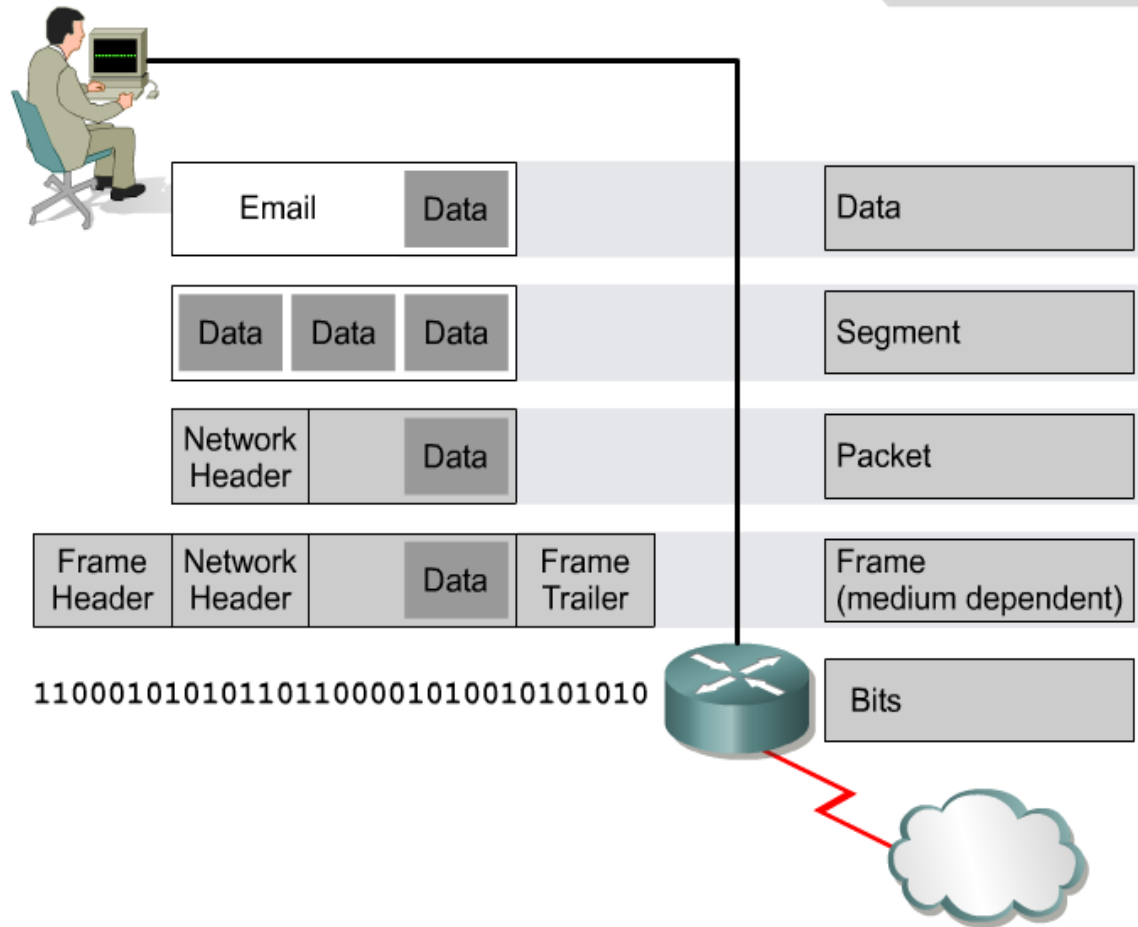 Email Data
Data
Data Data Data
Segment
Network
Header
Data
Packet
Frame
Header
Network
Header
Data
Frame
Trailer
Frame
(medium dependent)
1100010101011011000010100101010​10
Bits